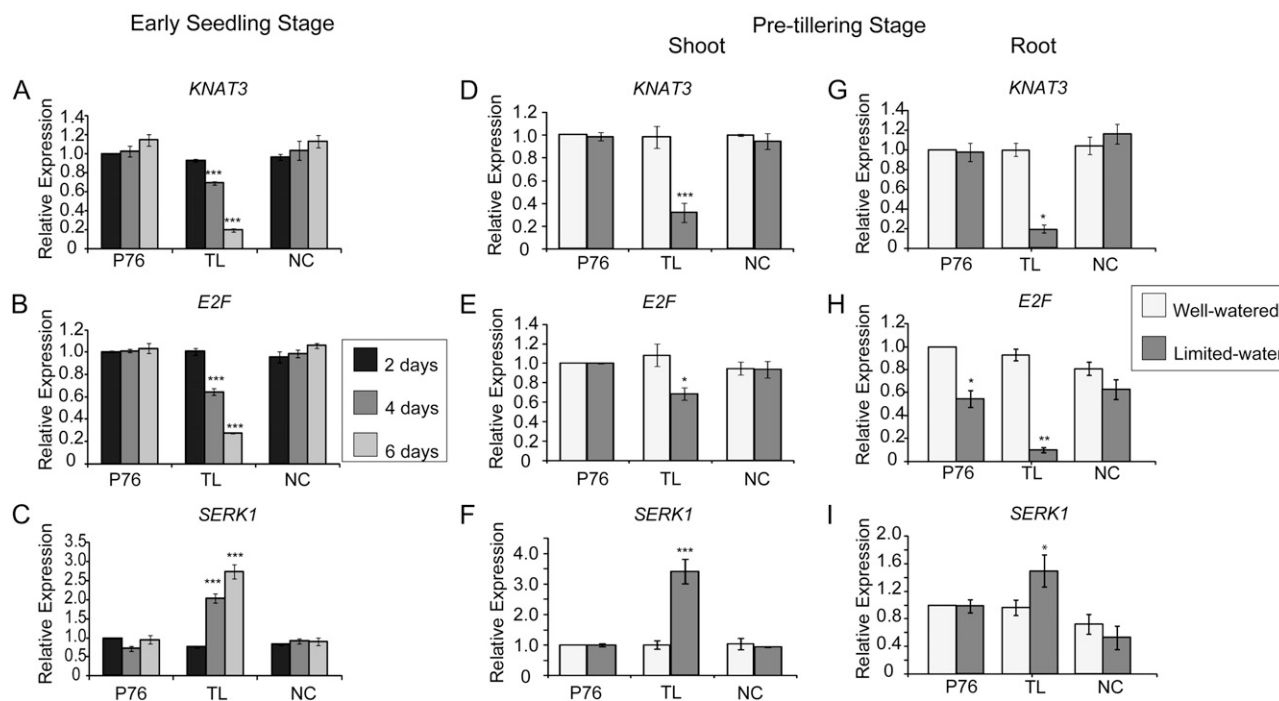 Early Seedling Stage
Pre-tillering Stage
Shoot
Root
A
KNAT3
Relative Expression
1.4
1.2
1.0
0.8
0.6
0.4
0.2
0
***
***
P76 TL NC
D
KNAT3
Relative Expression
1.2
1.0
0.8
0.6
0.4
0.2
0
***
P76 TL NC
G
KNAT3
Relative Expression
1.4
1.2
1.0
0.8
0.6
0.4
0.2
0
*
P76 TL NC
B
E2F
Relative Expression
1.2
1.0
0.8
0.6
0.4
0.2
0
***
***
P76 TL NC
2 days
4 days
6 days
E
E2F
Relative Expression
1.4
1.2
1.0
0.8
0.6
0.4
0.2
0
*
P76 TL NC
H
E2F
Relative Expression
1.2
1.0
0.8
0.6
0.4
0.2
0
*
**
P76 TL NC
Well-watered
Limited-water
C
SERK1
Relative Expression
3.5
3.0
2.5
2.0
1.5
1.0
0.5
0
***
***
P76 TL NC
F
SERK1
Relative Expression
4.0
3.0
2.0
1.0
0
***
P76 TL NC
I
SERK1
Relative Expression
2.0
1.6
1.2
0.8
0.4
0
*
P76 TL NC